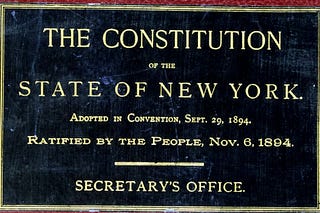 THE CONSTITUTION
OF THE
STATE OF NEW YORK.
ADOPTED IN CONVENTION, SEPT. 29, 1894.
RATIFIED BY THE PEOPLE, NOV. 6, 1894.
SECRETARY'S OFFICE.